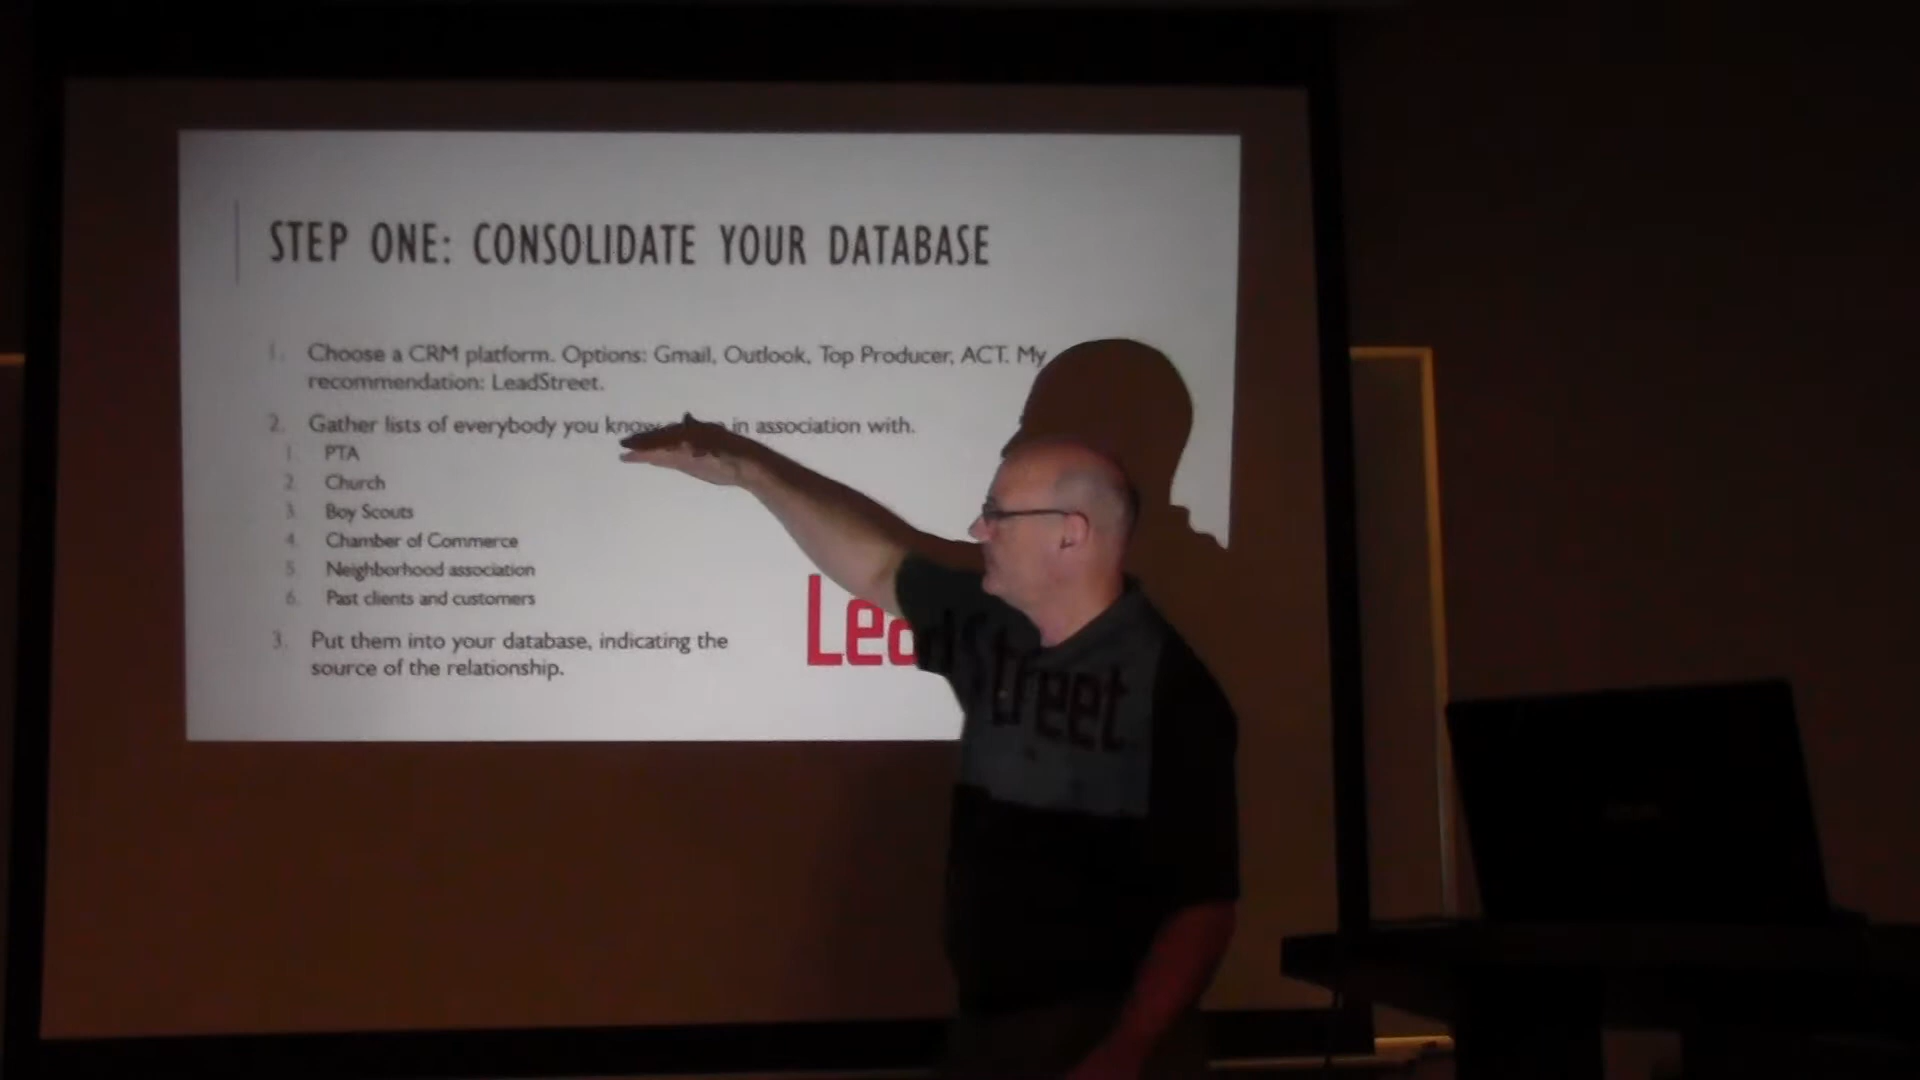 STEP ONE: CONSOLIDATE YOUR DATABASE
1. Choose a CRM platform. Options: Gmail, Outlook, Top Producer, ACT. My
recommendation: LeadStreet.
2. Gather lists of everybody you know in association with.
1. PTA
2. Church
3. Boy Scouts
4. Chamber of Commerce
5. Neighborhood association
6. Past clients and customers
3. Put them into your database, indicating the
source of the relationship.
LeadStreet